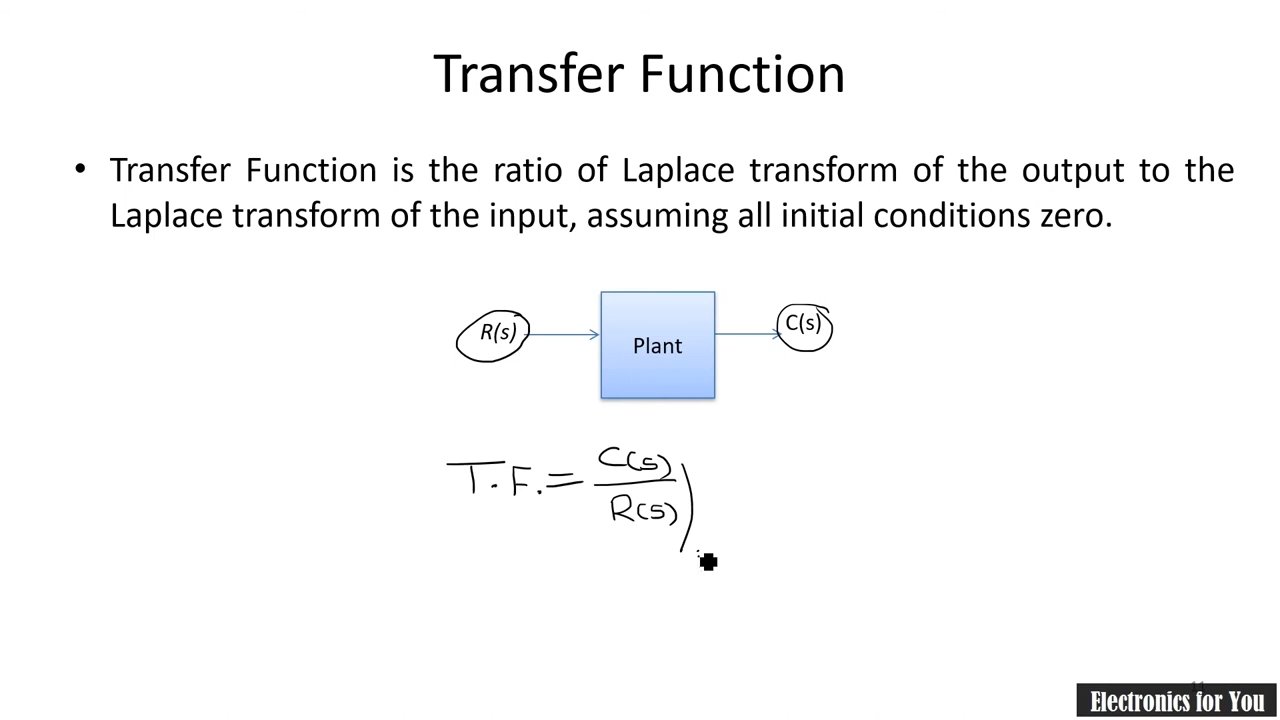 Transfer Function
• Transfer Function is the ratio of Laplace transform of the output to the
Laplace transform of the input, assuming all initial conditions zero.
R(s)
Plant
C(s)
T.F. = C(s)
R(s)
11
Electronics for You